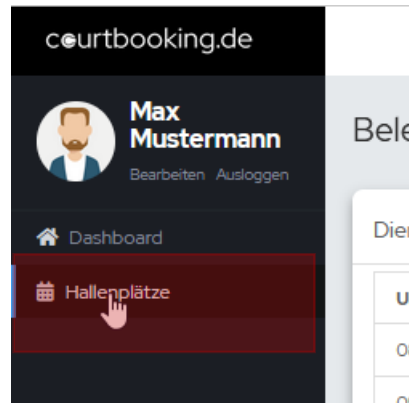 courtbooking.de
Max
Mustermann
Bearbeiten Ausloggen
Dashboard
Hallenplätze